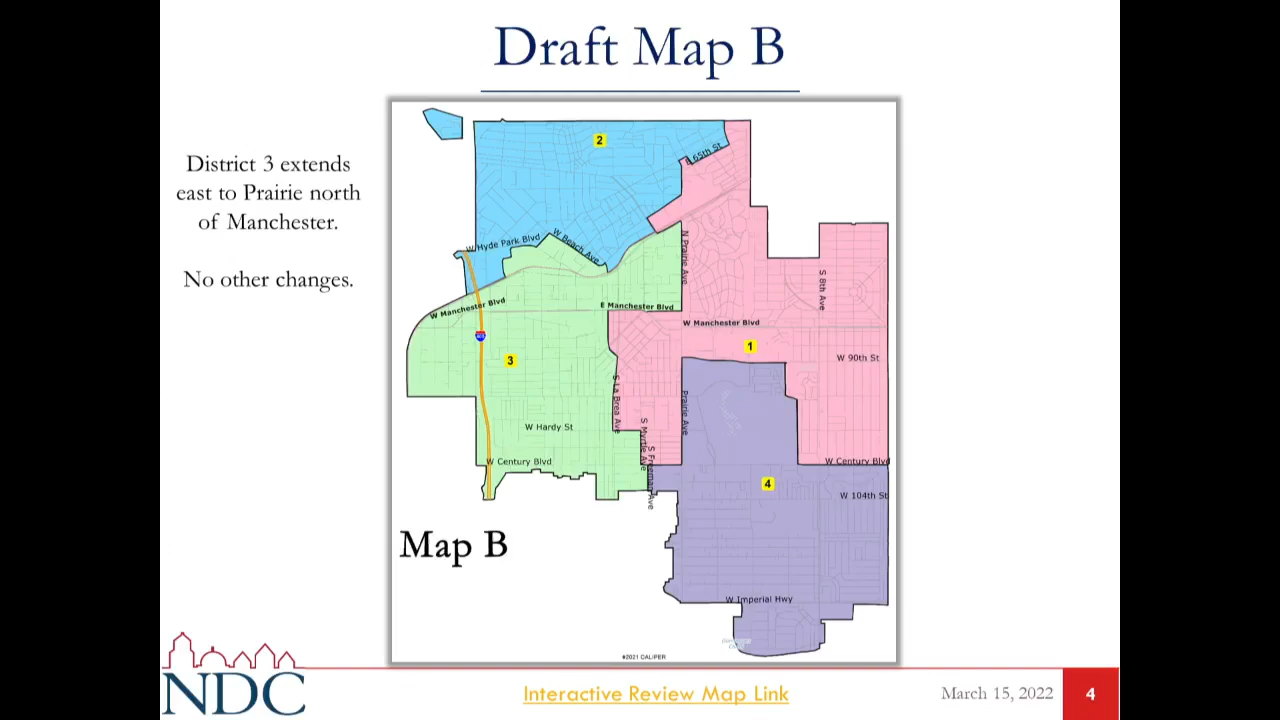 Draft Map B
District 3 extends
east to Prairie north
of Manchester.
No other changes.
2
65th St
W Hyde Park Blvd
W Beach Ave
N Prairie Ave
S 8th Ave
W Manchester Blvd
E Manchester Blvd
W Manchester Blvd
1
W 90th St
3
S La Brea Ave
Prairie Ave
W Hardy St
S Myrtle Ave
S Freeman Ave
W Century Blvd
W Century Blvd
4
W 104th St
Map B
W Imperial Hwy
©2021 CALIPER
NDC
Interactive Review Map Link
March 15, 2022
4